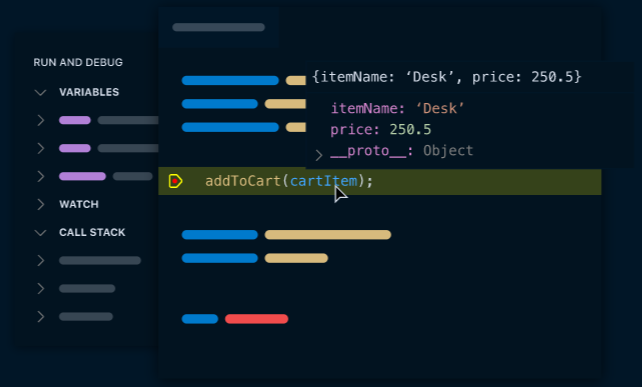 RUN AND DEBUG
VARIABLES
WATCH
CALL STACK
{itemName: ‘Desk’, price: 250.5}
itemName: ‘Desk’
price: 250.5
__proto__: Object
addToCart(cartItem);